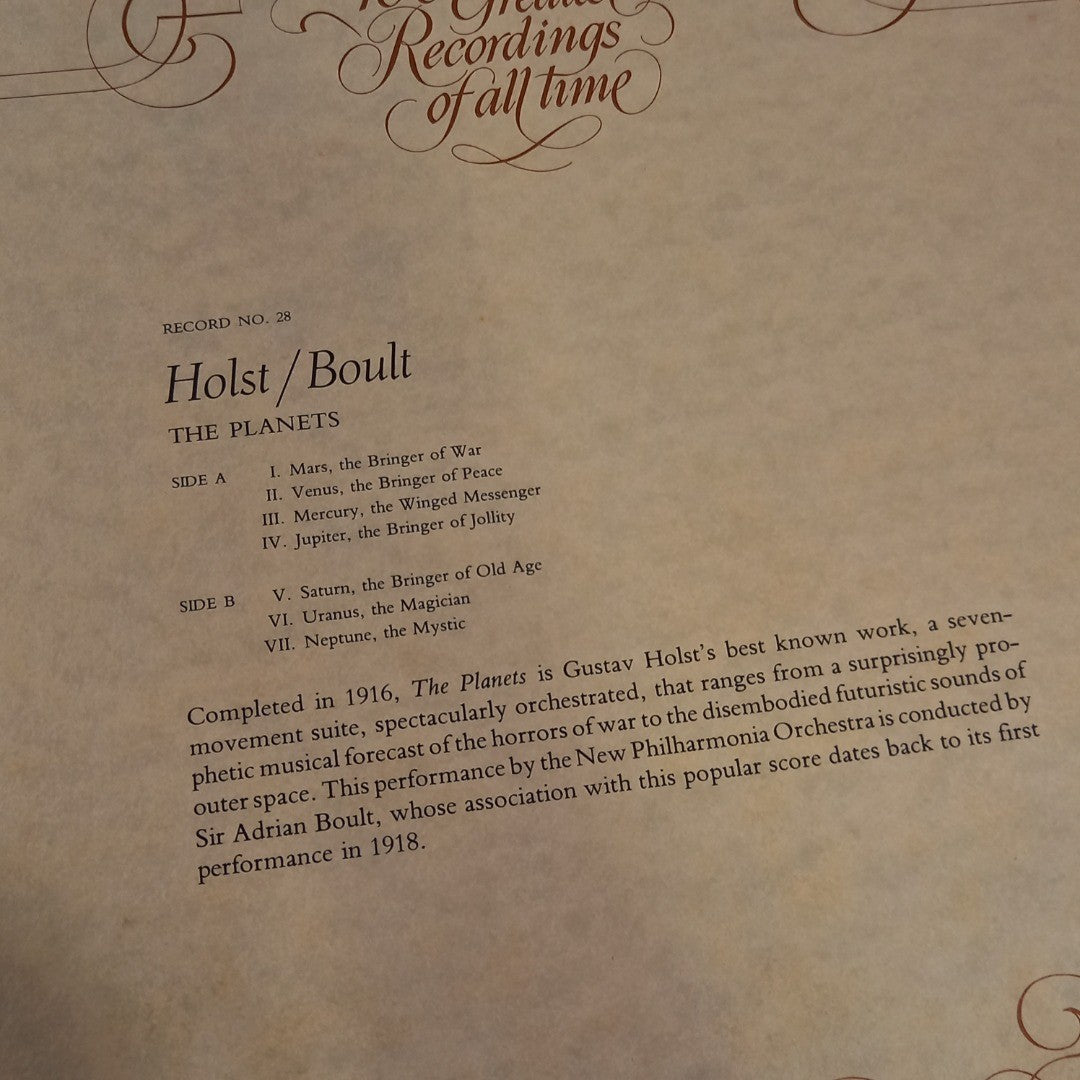 Recordings
of all time
RECORD NO. 28
Holst / Boult
THE PLANETS
SIDE A I. Mars, the Bringer of War
II. Venus, the Bringer of Peace
III. Mercury, the Winged Messenger
IV. Jupiter, the Bringer of Jollity
SIDE B V. Saturn, the Bringer of Old Age
VI. Uranus, the Magician
VII. Neptune, the Mystic
Completed in 1916, The Planets is Gustav Holst's best known work, a seven-
movement suite, spectacularly orchestrated, that ranges from a surprisingly pro-
phetic musical forecast of the horrors of war to the disembodied futuristic sounds of
outer space. This performance by the New Philharmonia Orchestra is conducted by
Sir Adrian Boult, whose association with this popular score dates back to its first
performance in 1918.